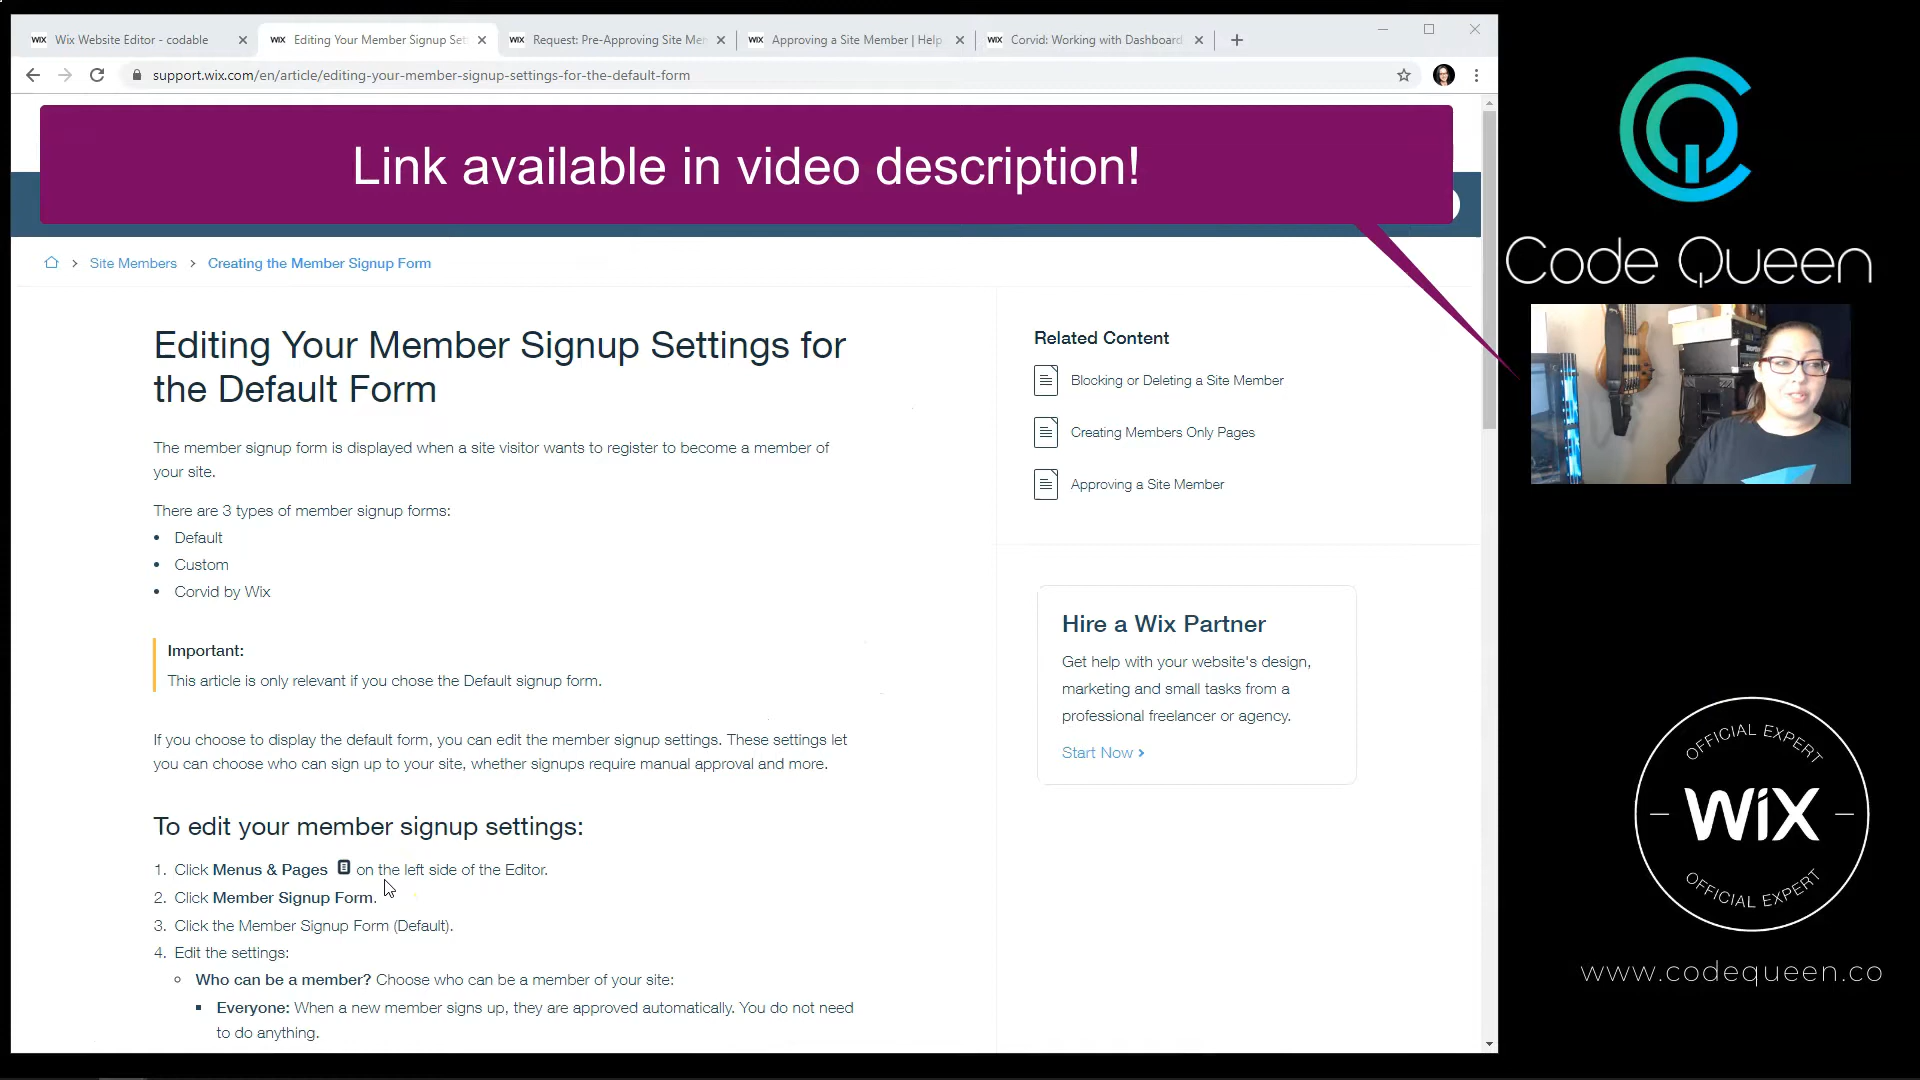 WIX Wix Website Editor - codable
WIX Editing Your Member Signup Set
WIX Request: Pre-Approving Site Men
WIX Approving a Site Member | Help
WIX Corvid: Working with Dashboard
support.wix.com/en/article/editing-your-member-signup-settings-for-the-default-form
Link available in video description!
Site Members > Creating the Member Signup Form
Editing Your Member Signup Settings for
the Default Form
The member signup form is displayed when a site visitor wants to register to become a member of
your site.
There are 3 types of member signup forms:
• Default
• Custom
• Corvid by Wix
Important:
This article is only relevant if you chose the Default signup form.
If you choose to display the default form, you can edit the member signup settings. These settings let
you can choose who can sign up to your site, whether signups require manual approval and more.
To edit your member signup settings:
1. Click Menus & Pages on the left side of the Editor.
2. Click Member Signup Form.
3. Click the Member Signup Form (Default).
4. Edit the settings:
Who can be a member? Choose who can be a member of your site:
Everyone: When a new member signs up, they are approved automatically. You do not need
to do anything.
Related Content
Blocking or Deleting a Site Member
Creating Members Only Pages
Approving a Site Member
Hire a Wix Partner
Get help with your website's design,
marketing and small tasks from a
professional freelancer or agency.
Start Now >
Code Queen
OFFICIAL EXPERT
WiX
OFFICIAL EXPERT
www.codequeen.co